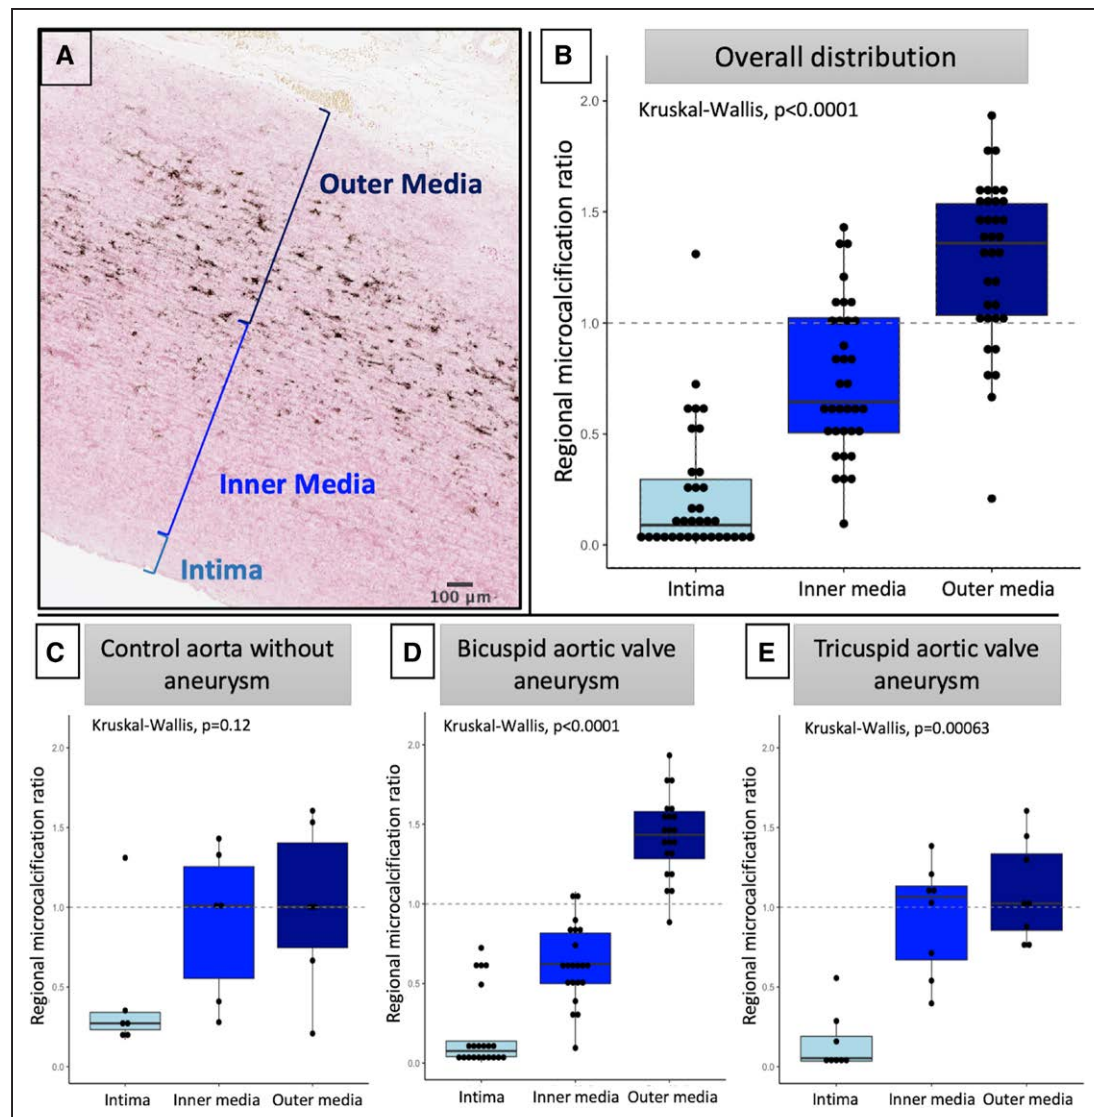 A
Outer Media
Inner Media
Intima
100 µm
B
Overall distribution
Kruskal-Wallis, p<0.0001
Regional microcalcification ratio
2.0
1.5
1.0
0.5
0.0
Intima Inner media Outer media
C
Control aorta without
aneurysm
Kruskal-Wallis, p=0.12
Regional microcalcification ratio
2.0
1.5
1.0
0.5
0.0
Intima Inner media Outer media
D
Bicuspid aortic valve
aneurysm
Kruskal-Wallis, p<0.0001
Regional microcalcification ratio
2.0
1.5
1.0
0.5
0.0
Intima Inner media Outer media
E
Tricuspid aortic valve
aneurysm
Kruskal-Wallis, p=0.00063
Regional microcalcification ratio
2.0
1.5
1.0
0.5
0.0
Intima Inner media Outer media